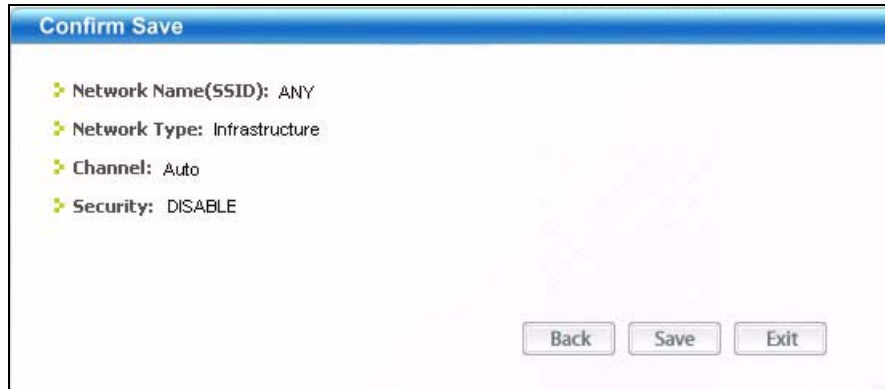 Confirm Save
Network Name(SSID): ANY
Network Type: Infrastructure
Channel: Auto
Security: DISABLE
Back Save Exit